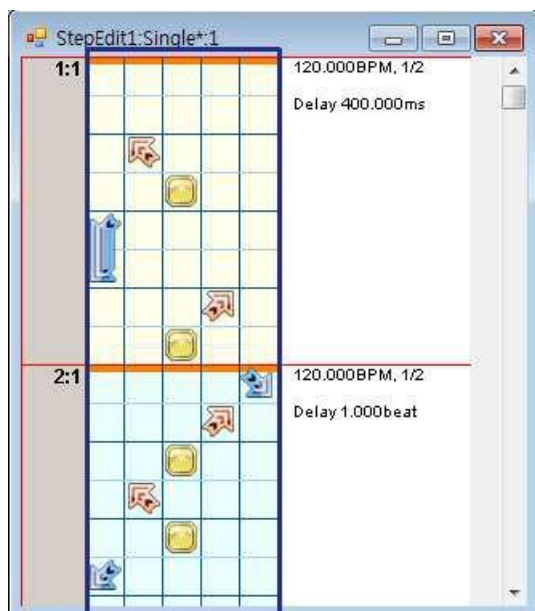 StepEdit1:Single*:1
1:1
120.000BPM, 1/2
Delay 400.000ms
2:1
120.000BPM, 1/2
Delay 1.000beat